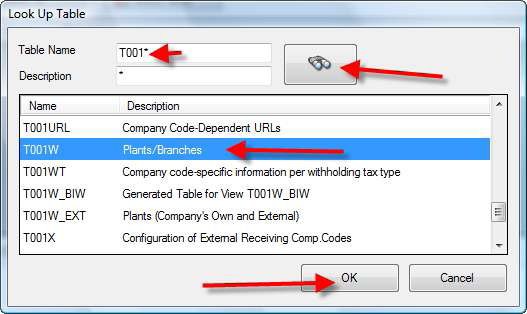 Look Up Table
Table Name T001*
Description *
Name Description
T001URL Company Code-Dependent URLs
T001W Plants/Branches
T001WT Company code-specific information per withholding tax type
T001W_BIW Generated Table for View T001W_BIW
T001W_EXT Plants (Company's Own and External)
T001X Configuration of External Receiving Comp.Codes
OK Cancel